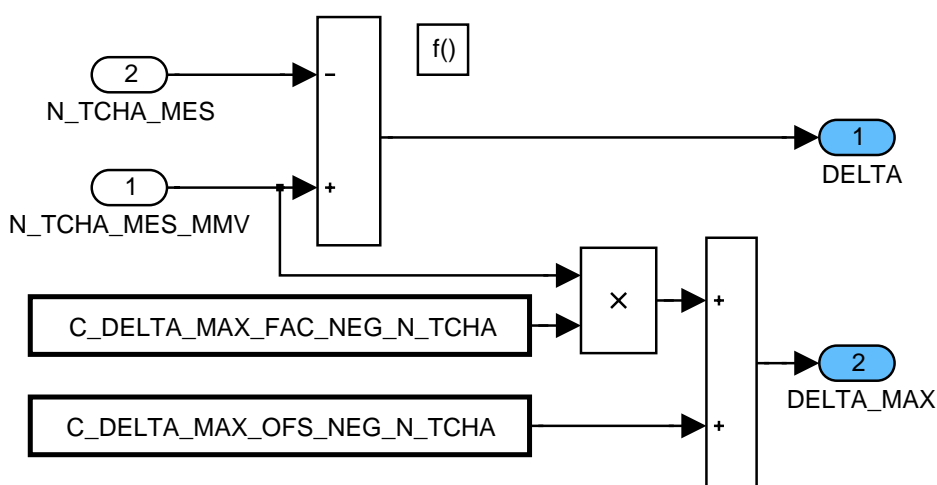 f()
2
−
N_TCHA_MES
1
DELTA
1
+
N_TCHA_MES_MMV
×
+
C_DELTA_MAX_FAC_NEG_N_TCHA
2
DELTA_MAX
C_DELTA_MAX_OFS_NEG_N_TCHA
+